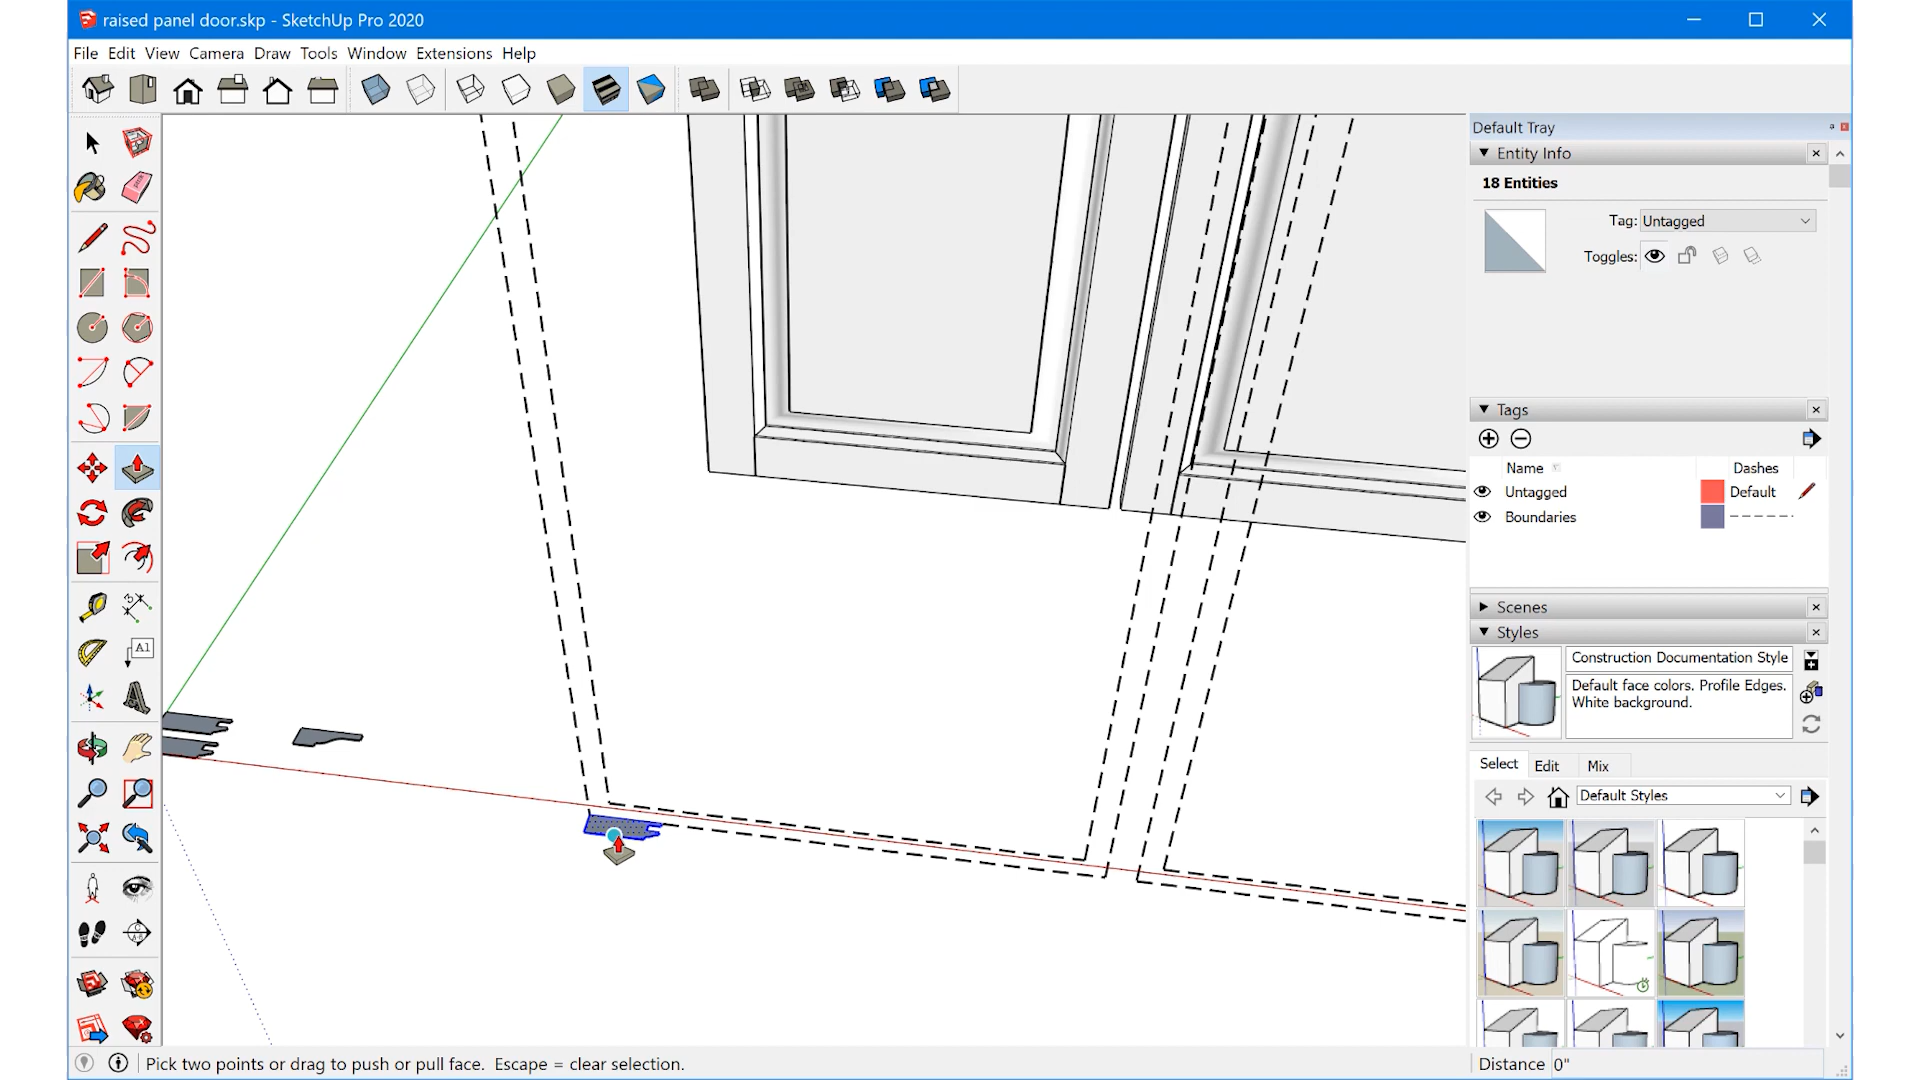 raised panel door.skp - SketchUp Pro 2020
File Edit View Camera Draw Tools Window Extensions Help
Default Tray
Entity Info
18 Entities
Tag: Untagged
Toggles:
Tags
Name Dashes
Untagged Default
Boundaries
Scenes
Styles
Construction Documentation Style
Default face colors. Profile Edges.
White background.
Select Edit Mix
Default Styles
A1
Pick two points or drag to push or pull face. Escape = clear selection.
Distance 0"